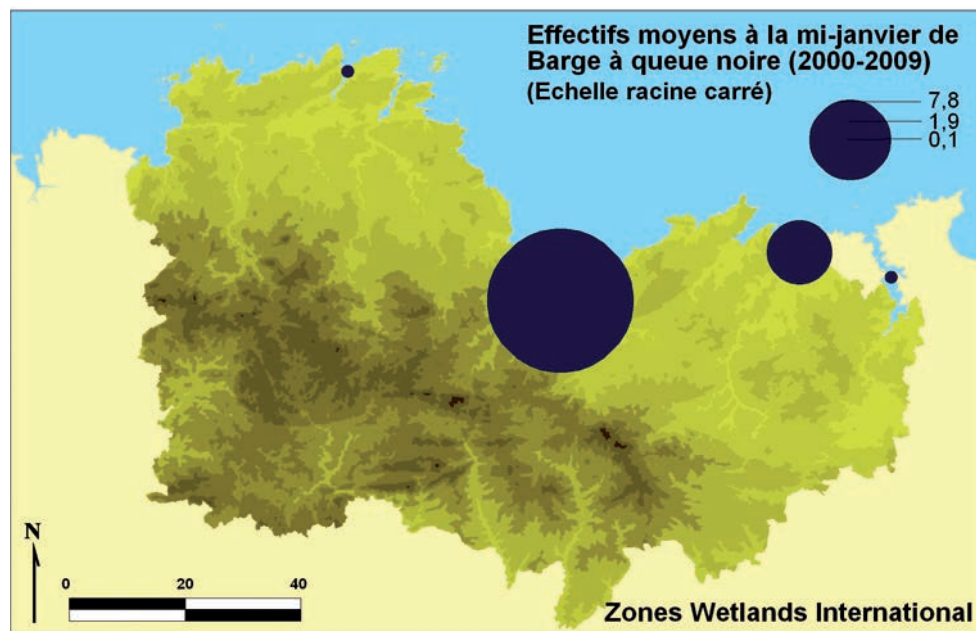 Effectifs moyens à la mi-janvier de
Barge à queue noire (2000-2009)
(Echelle racine carré)
7,8
1,9
0,1
N
0 20 40
Zones Wetlands International